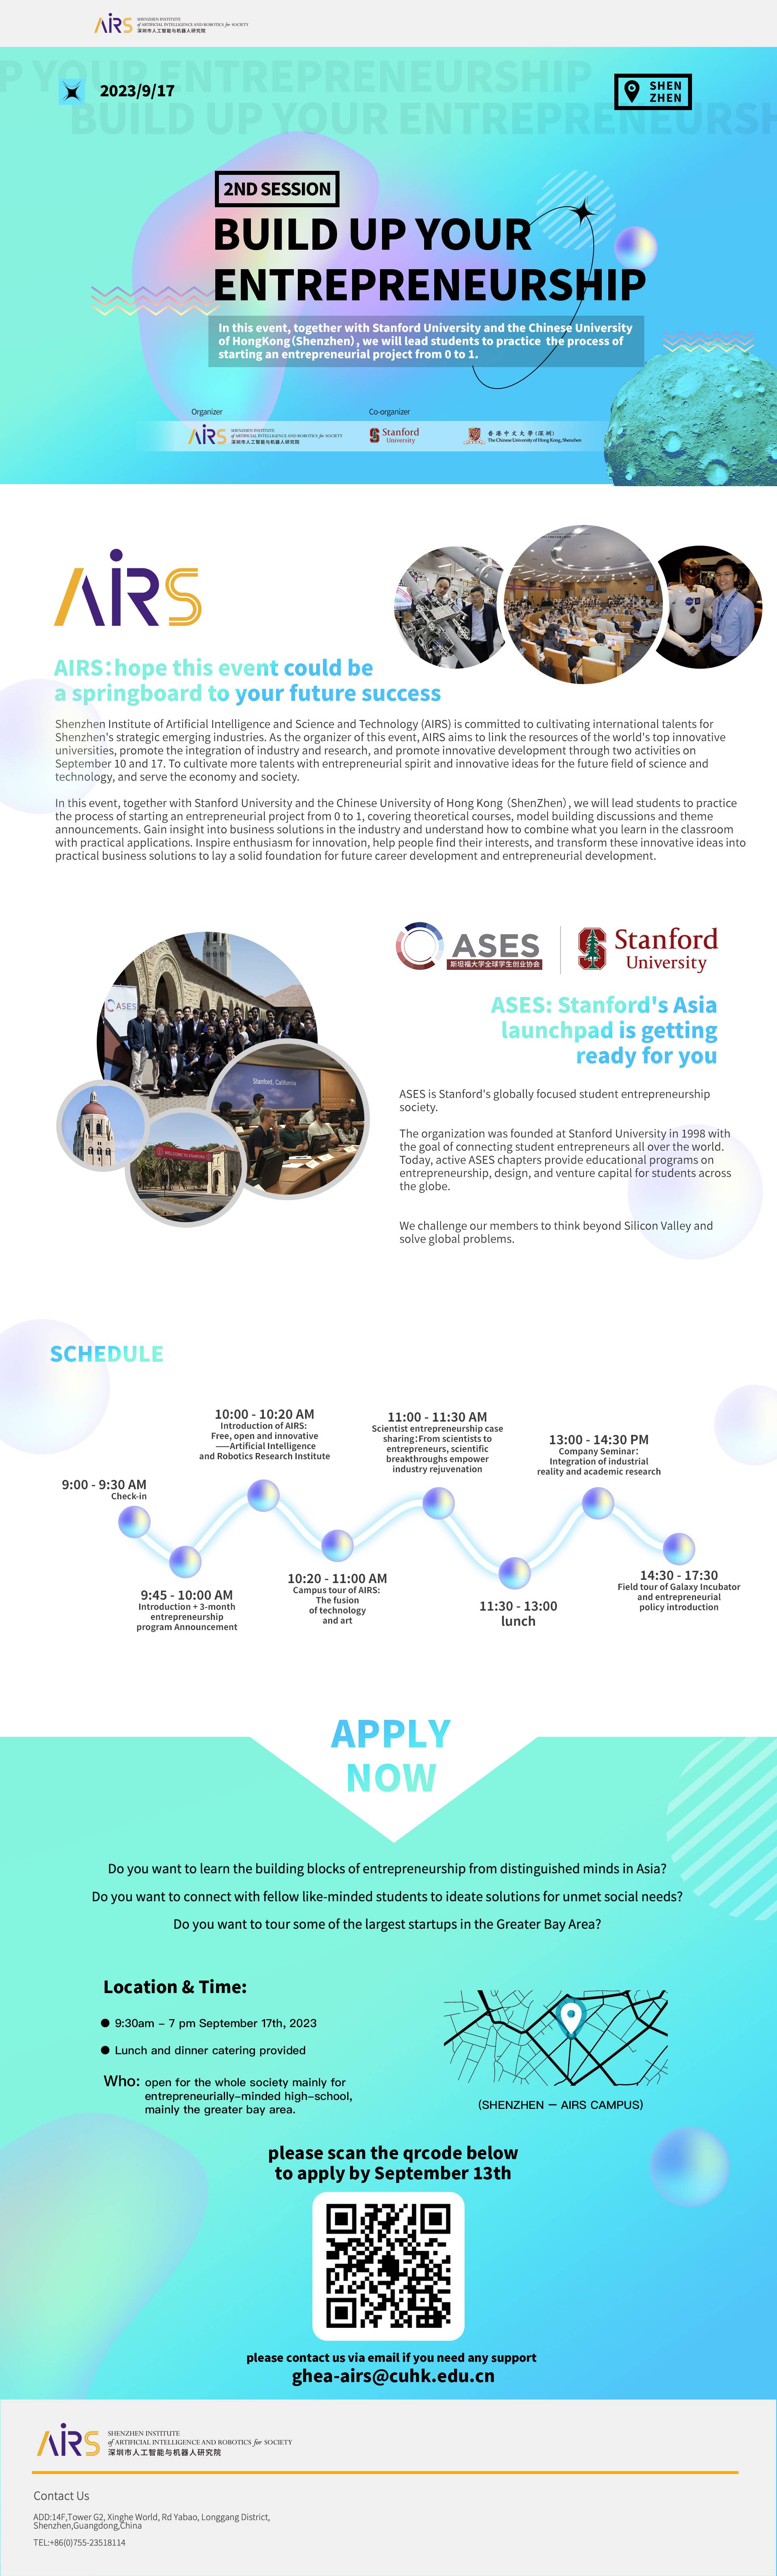 AIRS
SHENZHEN INSTITUTE
of ARTIFICIAL INTELLIGENCE AND ROBOTICS for SOCIETY
深圳市人工智能与机器人研究院
P YOUR ENTREPRENEURSHIP
BUILD UP YOUR ENTREPRENEURSH
2023/9/17
SHEN
ZHEN
2ND SESSION
BUILD UP YOUR
ENTREPRENEURSHIP
In this event, together with Stanford University and the Chinese University
of HongKong(Shenzhen), we will lead students to practice the process of
starting an entrepreneurial project from 0 to 1.
Organizer
Co-organizer
AIRS
SHENZHEN INSTITUTE
of ARTIFICIAL INTELLIGENCE AND ROBOTICS for SOCIETY
深圳市人工智能与机器人研究院
Stanford
University
香港中文大學(深圳)
The Chinese University of Hong Kong, Shenzhen
AIRS
AIRS:hope this event could be
a springboard to your future success
Shenzhen Institute of Artificial Intelligence and Science and Technology (AIRS) is committed to cultivating international talents for
Shenzhen's strategic emerging industries. As the organizer of this event, AIRS aims to link the resources of the world's top innovative
universities, promote the integration of industry and research, and promote innovative development through two activities on
September 10 and 17. To cultivate more talents with entrepreneurial spirit and innovative ideas for the future field of science and
technology, and serve the economy and society.
In this event, together with Stanford University and the Chinese University of Hong Kong (ShenZhen), we will lead students to practice
the process of starting an entrepreneurial project from 0 to 1, covering theoretical courses, model building discussions and theme
announcements. Gain insight into business solutions in the industry and understand how to combine what you learn in the classroom
with practical applications. Inspire enthusiasm for innovation, help people find their interests, and transform these innovative ideas into
practical business solutions to lay a solid foundation for future career development and entrepreneurial development.
ASES
斯坦福大学全球学生创业协会
Stanford
University
ASES
Stanford, California
WELCOME TO STANFORD
ASES: Stanford's Asia
launchpad is getting
ready for you
ASES is Stanford's globally focused student entrepreneurship
society.
The organization was founded at Stanford University in 1998 with
the goal of connecting student entrepreneurs all over the world.
Today, active ASES chapters provide educational programs on
entrepreneurship, design, and venture capital for students across
the globe.
We challenge our members to think beyond Silicon Valley and
solve global problems.
SCHEDULE
9:00 - 9:30 AM
Check-in
9:45 - 10:00 AM
Introduction + 3-month
entrepreneurship
program Announcement
10:00 - 10:20 AM
Introduction of AIRS:
Free, open and innovative
——Artificial Intelligence
and Robotics Research Institute
10:20 - 11:00 AM
Campus tour of AIRS:
The fusion
of technology
and art
11:00 - 11:30 AM
Scientist entrepreneurship case
sharing:From scientists to
entrepreneurs, scientific
breakthroughs empower
industry rejuvenation
11:30 - 13:00
lunch
13:00 - 14:30 PM
Company Seminar:
Integration of industrial
reality and academic research
14:30 - 17:30
Field tour of Galaxy Incubator
and entrepreneurial
policy introduction
APPLY
NOW
Do you want to learn the building blocks of entrepreneurship from distinguished minds in Asia?
Do you want to connect with fellow like-minded students to ideate solutions for unmet social needs?
Do you want to tour some of the largest startups in the Greater Bay Area?
Location & Time:
● 9:30am – 7 pm September 17th, 2023
● Lunch and dinner catering provided
Who: open for the whole society mainly for
entrepreneurially–minded high–school,
mainly the greater bay area.
(SHENZHEN – AIRS CAMPUS)
please scan the qrcode below
to apply by September 13th
please contact us via email if you need any support
ghea-airs@cuhk.edu.cn
AIRS
SHENZHEN INSTITUTE
of ARTIFICIAL INTELLIGENCE AND ROBOTICS for SOCIETY
深圳市人工智能与机器人研究院
Contact Us
ADD:14F,Tower G2, Xinghe World, Rd Yabao, Longgang District,
Shenzhen,Guangdong,China
TEL:+86(0)755-23518114